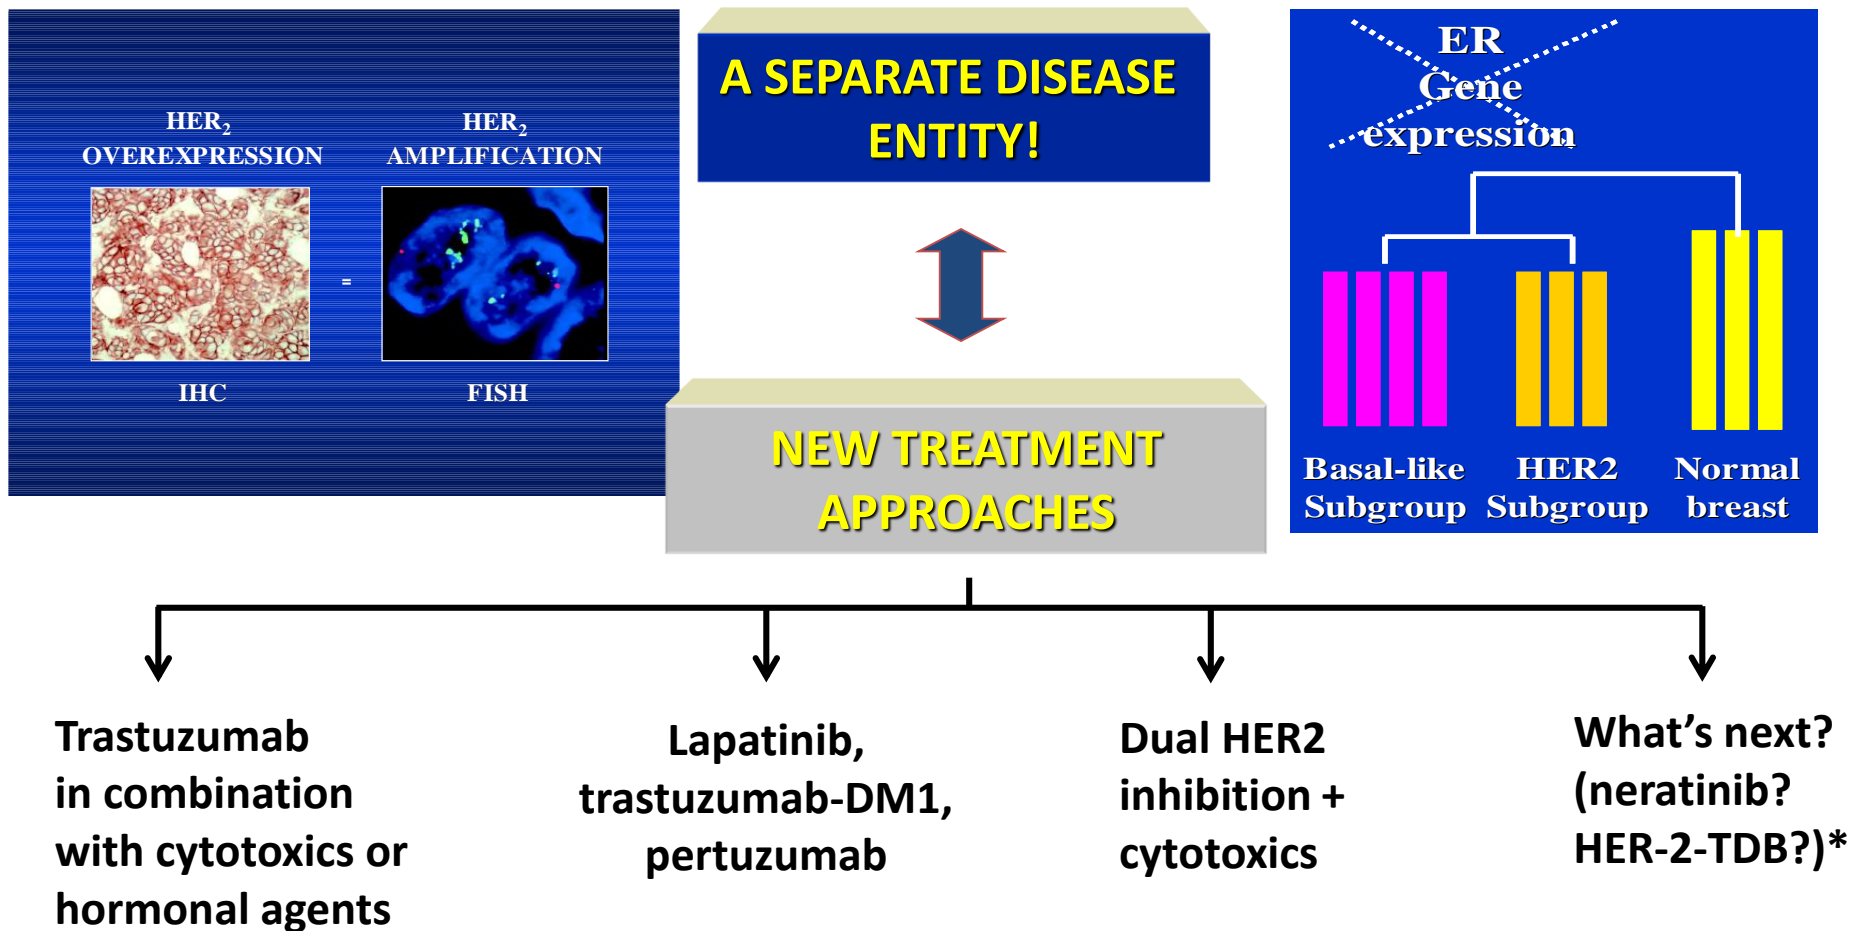 HER2
OVEREXPRESSION
HER2
AMPLIFICATION
=
IHC
FISH
A SEPARATE DISEASE
ENTITY!
ER
Gene
expression
Basal-like
Subgroup
HER2
Subgroup
Normal
breast
NEW TREATMENT
APPROACHES
Trastuzumab
in combination
with cytotoxics or
hormonal agents
Lapatinib,
trastuzumab-DM1,
pertuzumab
Dual HER2
inhibition +
cytotoxics
What’s next?
(neratinib?
HER-2-TDB?)*